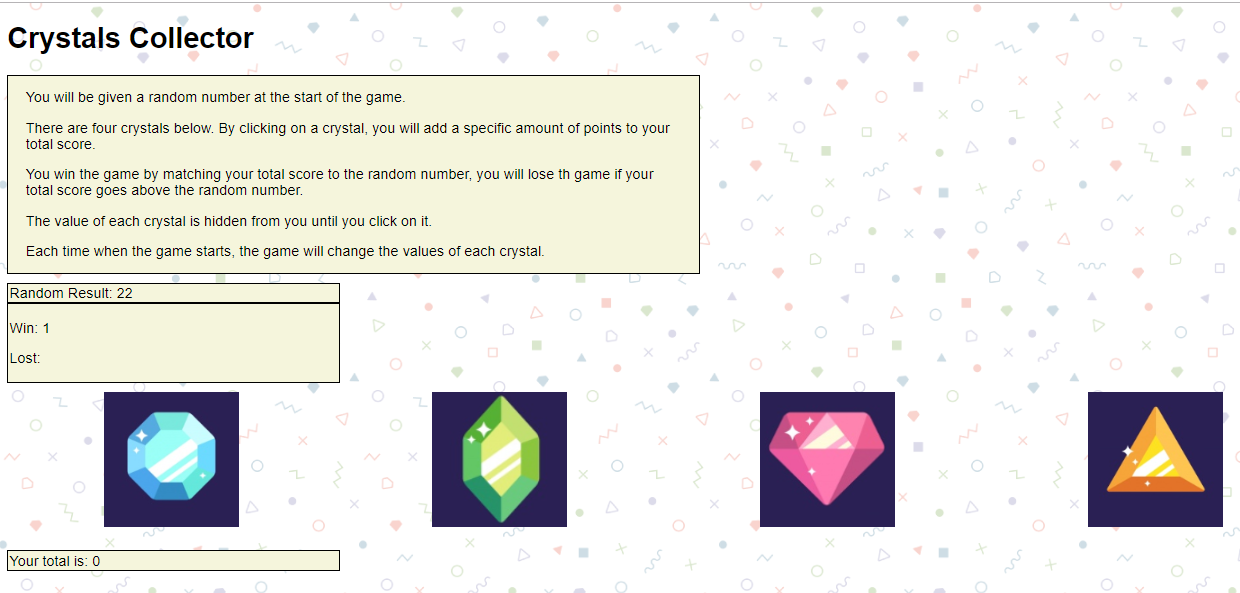 Crystals Collector
You will be given a random number at the start of the game.
There are four crystals below. By clicking on a crystal, you will add a specific amount of points to your
total score.
You win the game by matching your total score to the random number, you will lose th game if your
total score goes above the random number.
The value of each crystal is hidden from you until you click on it.
Each time when the game starts, the game will change the values of each crystal.
Random Result: 22
Win: 1
Lost:
Your total is: 0